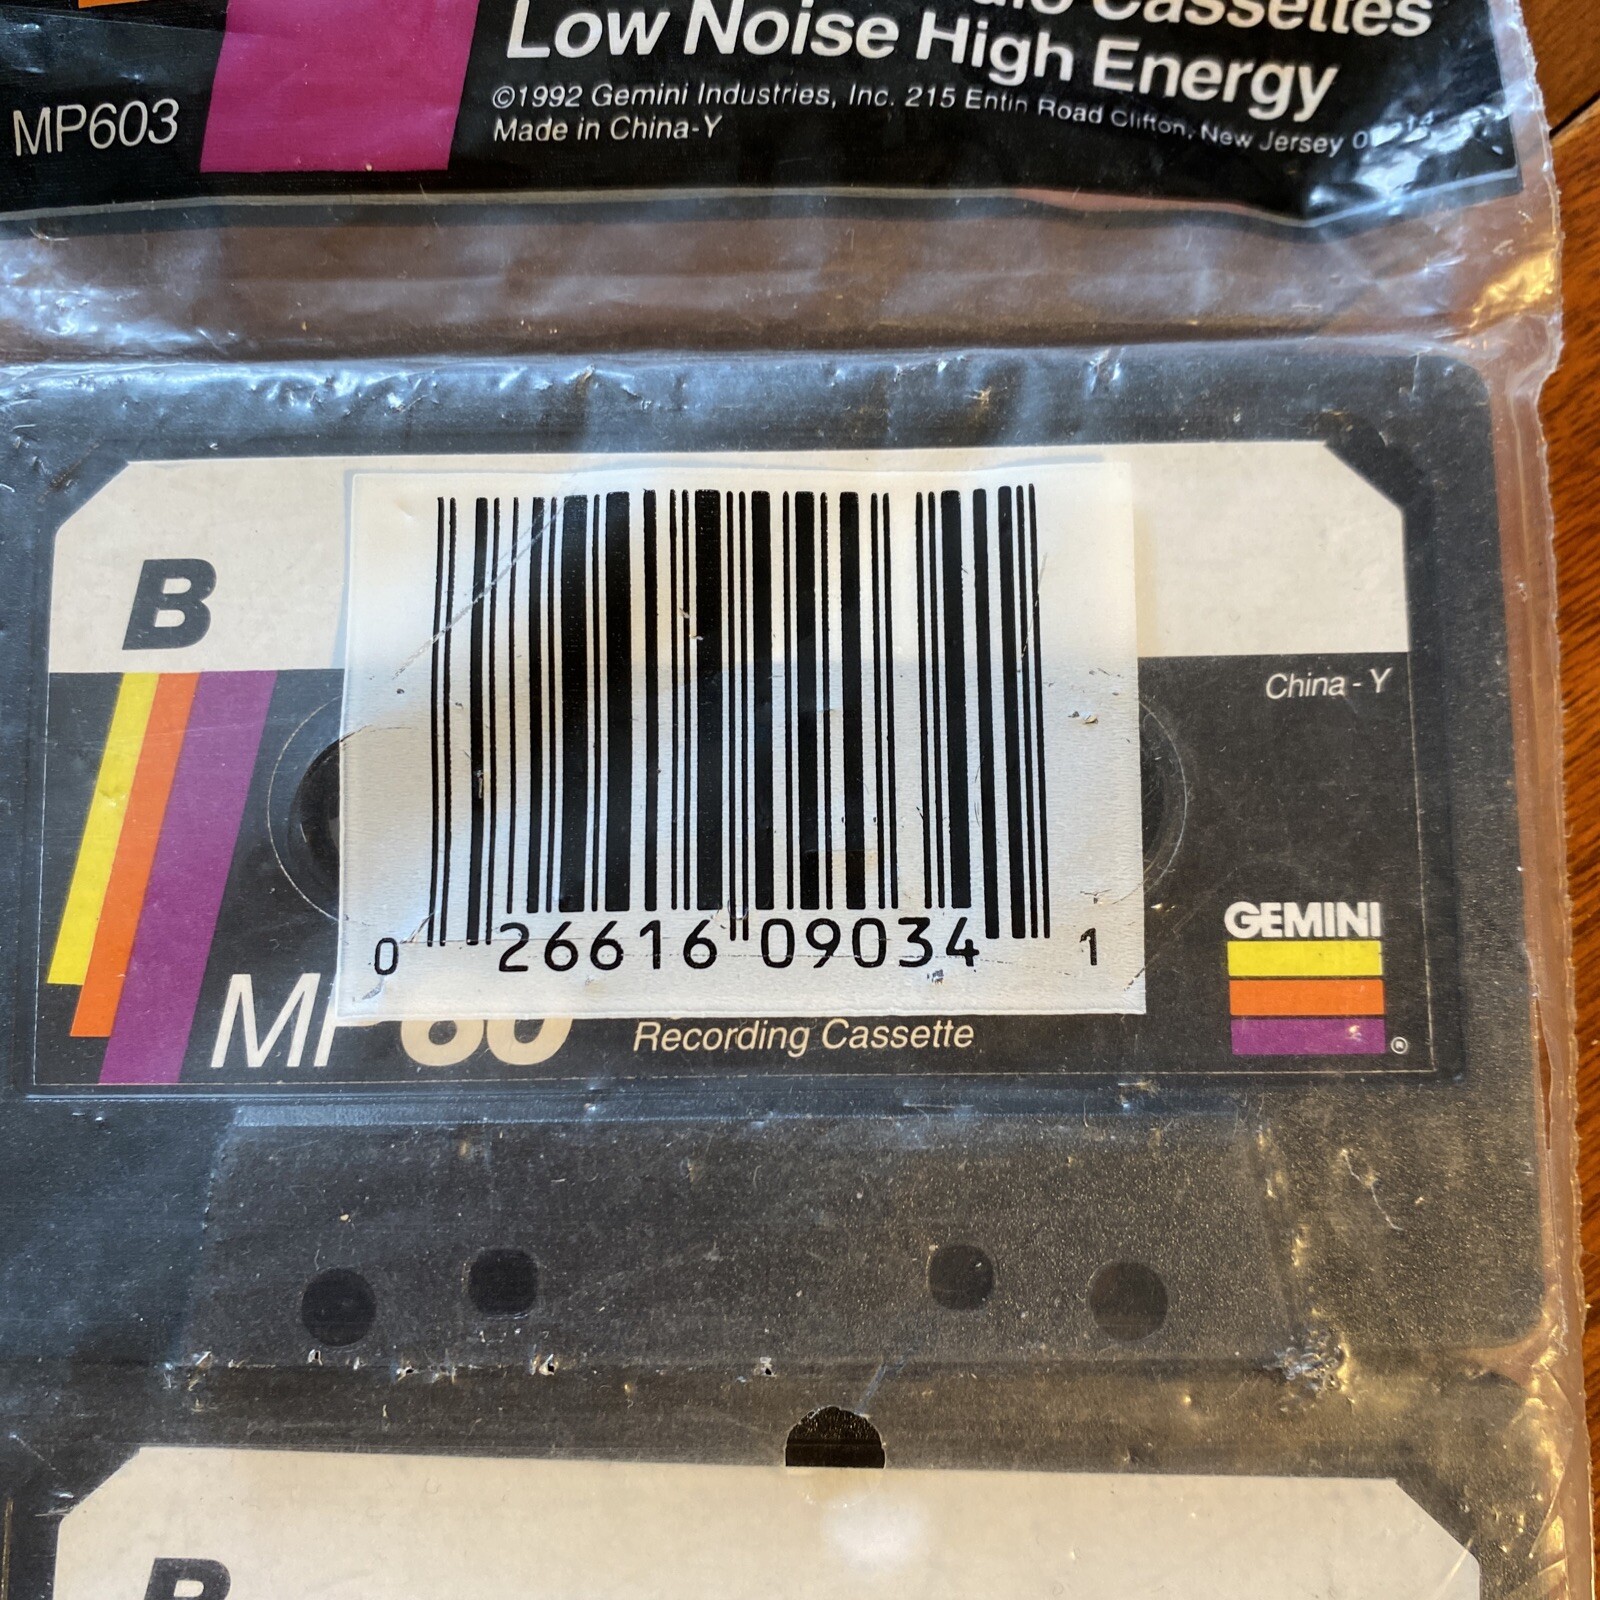 Cassettes
Low Noise High Energy
MP603
©1992 Gemini Industries, Inc. 215 Entin Road Clifton, New Jersey
Made in China-Y
B
China - Y
0 26616 09034 1
GEMINI
®
Recording Cassette
B